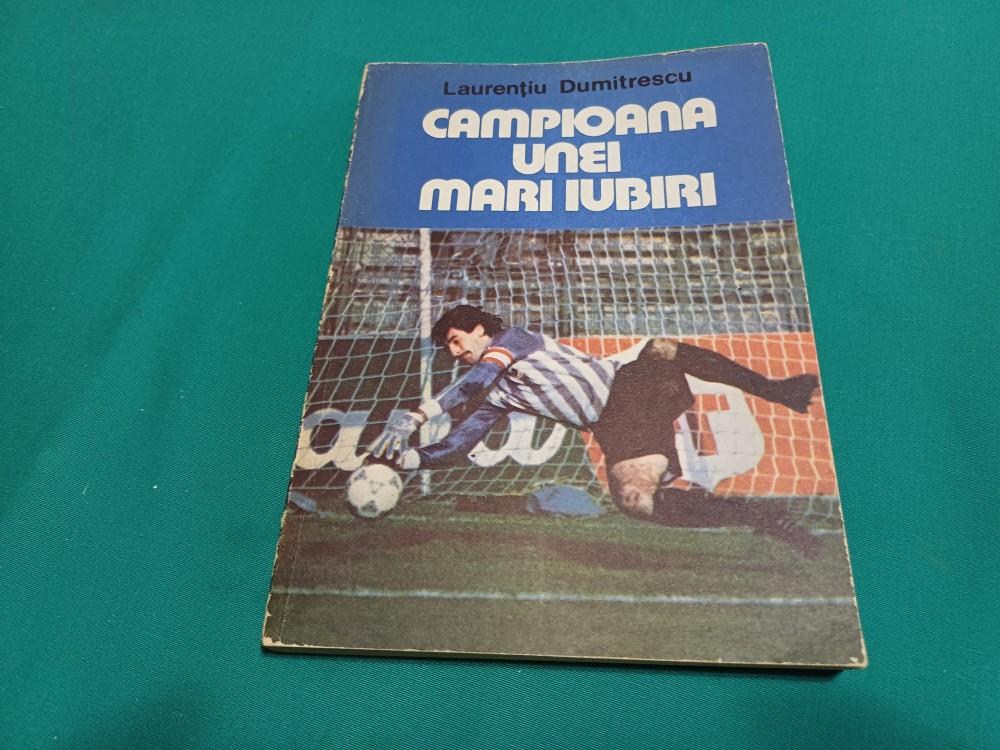 Laurențiu Dumitrescu
CAMPIOANA
UNEI
MARI IUBIRI